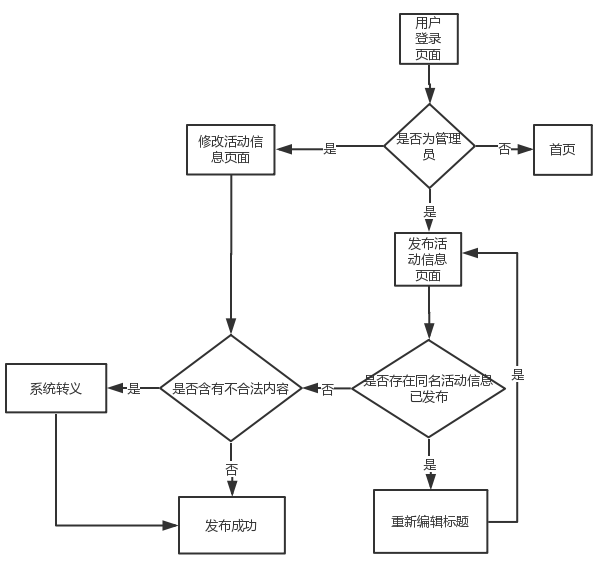 用户
登录
页面
是否为管理
员
是
否
首页
修改活动信
息页面
是
发布活
动信息
页面
是否存在同名活动信息
已发布
否
是
是否含有不合法内容
是
系统转义
否
是
发布成功
重新编辑标题